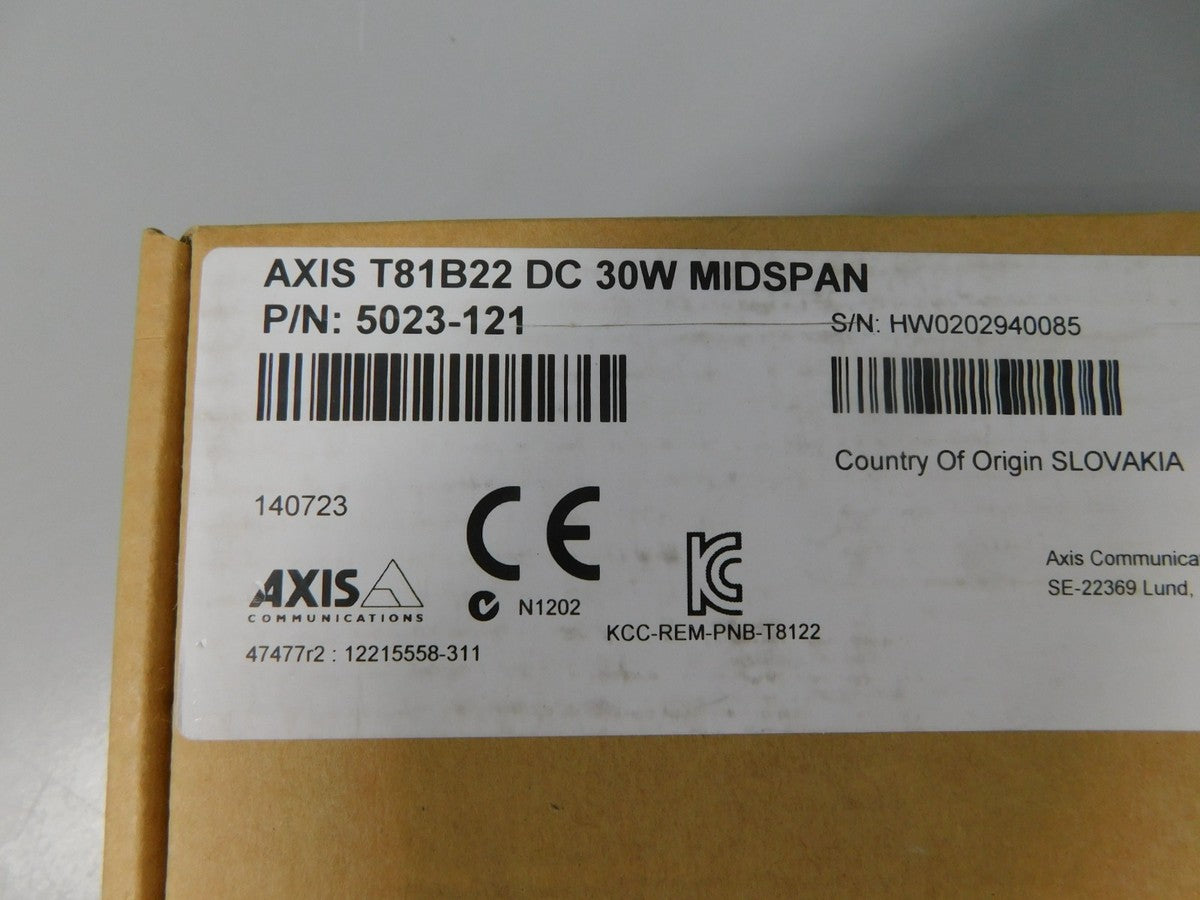 AXIS T81B22 DC 30W MIDSPAN
P/N: 5023-121
S/N: HW0202940085
Country Of Origin SLOVAKIA
140723
CE
KC
Axis Communica
SE-22369 Lund,
AXIS
COMMUNICATIONS
N1202
KCC-REM-PNB-T8122
47477r2 : 12215558-311